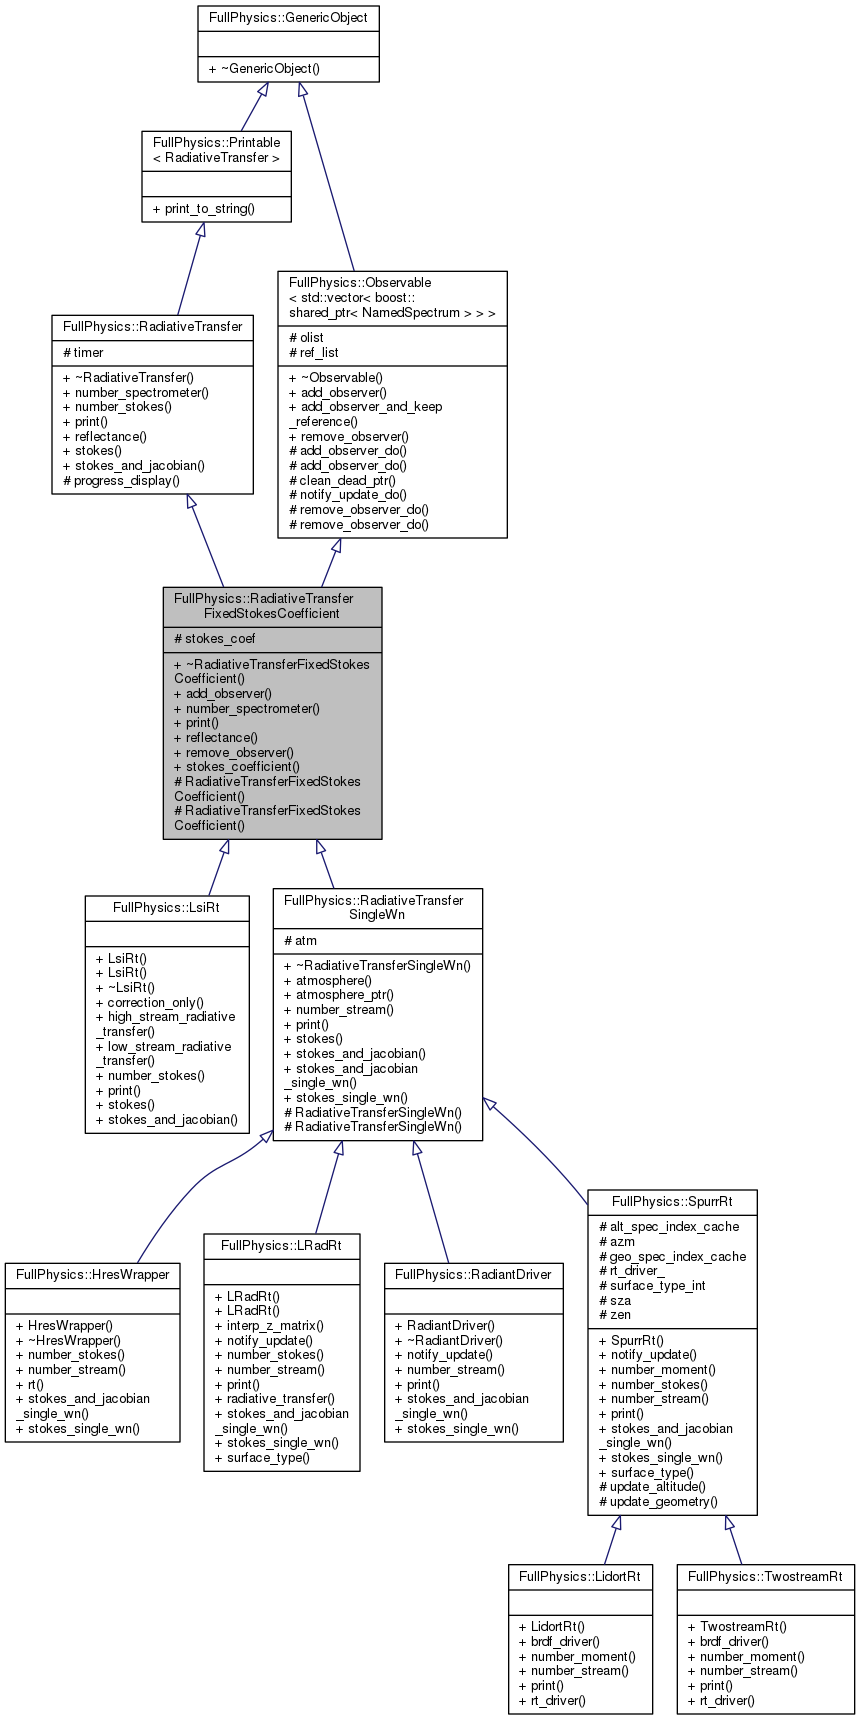 FullPhysics::GenericObject
+ ~GenericObject()
FullPhysics::Printable
< RadiativeTransfer >
+ print_to_string()
FullPhysics::Observable
< std::vector< boost::
shared_ptr< NamedSpectrum > > >
# olist
# ref_list
+ ~Observable()
+ add_observer()
+ add_observer_and_keep
_reference()
+ remove_observer()
# add_observer_do()
# add_observer_do()
# clean_dead_ptr()
# notify_update_do()
# remove_observer_do()
# remove_observer_do()
FullPhysics::RadiativeTransfer
# timer
+ ~RadiativeTransfer()
+ number_spectrometer()
+ number_stokes()
+ print()
+ reflectance()
+ stokes()
+ stokes_and_jacobian()
# progress_display()
FullPhysics::RadiativeTransfer
FixedStokesCoefficient
# stokes_coef
+ ~RadiativeTransferFixedStokes
Coefficient()
+ add_observer()
+ number_spectrometer()
+ print()
+ reflectance()
+ remove_observer()
+ stokes_coefficient()
# RadiativeTransferFixedStokes
Coefficient()
# RadiativeTransferFixedStokes
Coefficient()
FullPhysics::LsiRt
+ LsiRt()
+ LsiRt()
+ ~LsiRt()
+ correction_only()
+ high_stream_radiative
_transfer()
+ low_stream_radiative
_transfer()
+ number_stokes()
+ print()
+ stokes()
+ stokes_and_jacobian()
FullPhysics::RadiativeTransfer
SingleWn
# atm
+ ~RadiativeTransferSingleWn()
+ atmosphere()
+ atmosphere_ptr()
+ number_stream()
+ print()
+ stokes()
+ stokes_and_jacobian()
+ stokes_and_jacobian
_single_wn()
+ stokes_single_wn()
# RadiativeTransferSingleWn()
# RadiativeTransferSingleWn()
FullPhysics::HresWrapper
+ HresWrapper()
+ ~HresWrapper()
+ number_stokes()
+ number_stream()
+ rt()
+ stokes_and_jacobian
_single_wn()
+ stokes_single_wn()
FullPhysics::LRadRt
+ LRadRt()
+ LRadRt()
+ interp_z_matrix()
+ notify_update()
+ number_stokes()
+ number_stream()
+ print()
+ radiative_transfer()
+ stokes_and_jacobian
_single_wn()
+ stokes_single_wn()
+ surface_type()
FullPhysics::RadiantDriver
+ RadiantDriver()
+ ~RadiantDriver()
+ notify_update()
+ number_stream()
+ print()
+ stokes_and_jacobian
_single_wn()
+ stokes_single_wn()
FullPhysics::SpurrRt
# alt_spec_index_cache
# azm
# geo_spec_index_cache
# rt_driver_
# surface_type_int
# sza
# zen
+ SpurrRt()
+ notify_update()
+ number_moment()
+ number_stokes()
+ number_stream()
+ print()
+ stokes_and_jacobian
_single_wn()
+ stokes_single_wn()
+ surface_type()
# update_altitude()
# update_geometry()
FullPhysics::LidortRt
+ LidortRt()
+ brdf_driver()
+ number_moment()
+ number_stream()
+ print()
+ rt_driver()
FullPhysics::TwostreamRt
+ TwostreamRt()
+ brdf_driver()
+ number_moment()
+ number_stream()
+ print()
+ rt_driver()